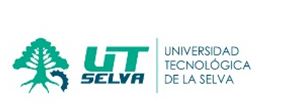 UT
SELVA
UNIVERSIDAD
TECNOLÓGICA
DE LA SELVA